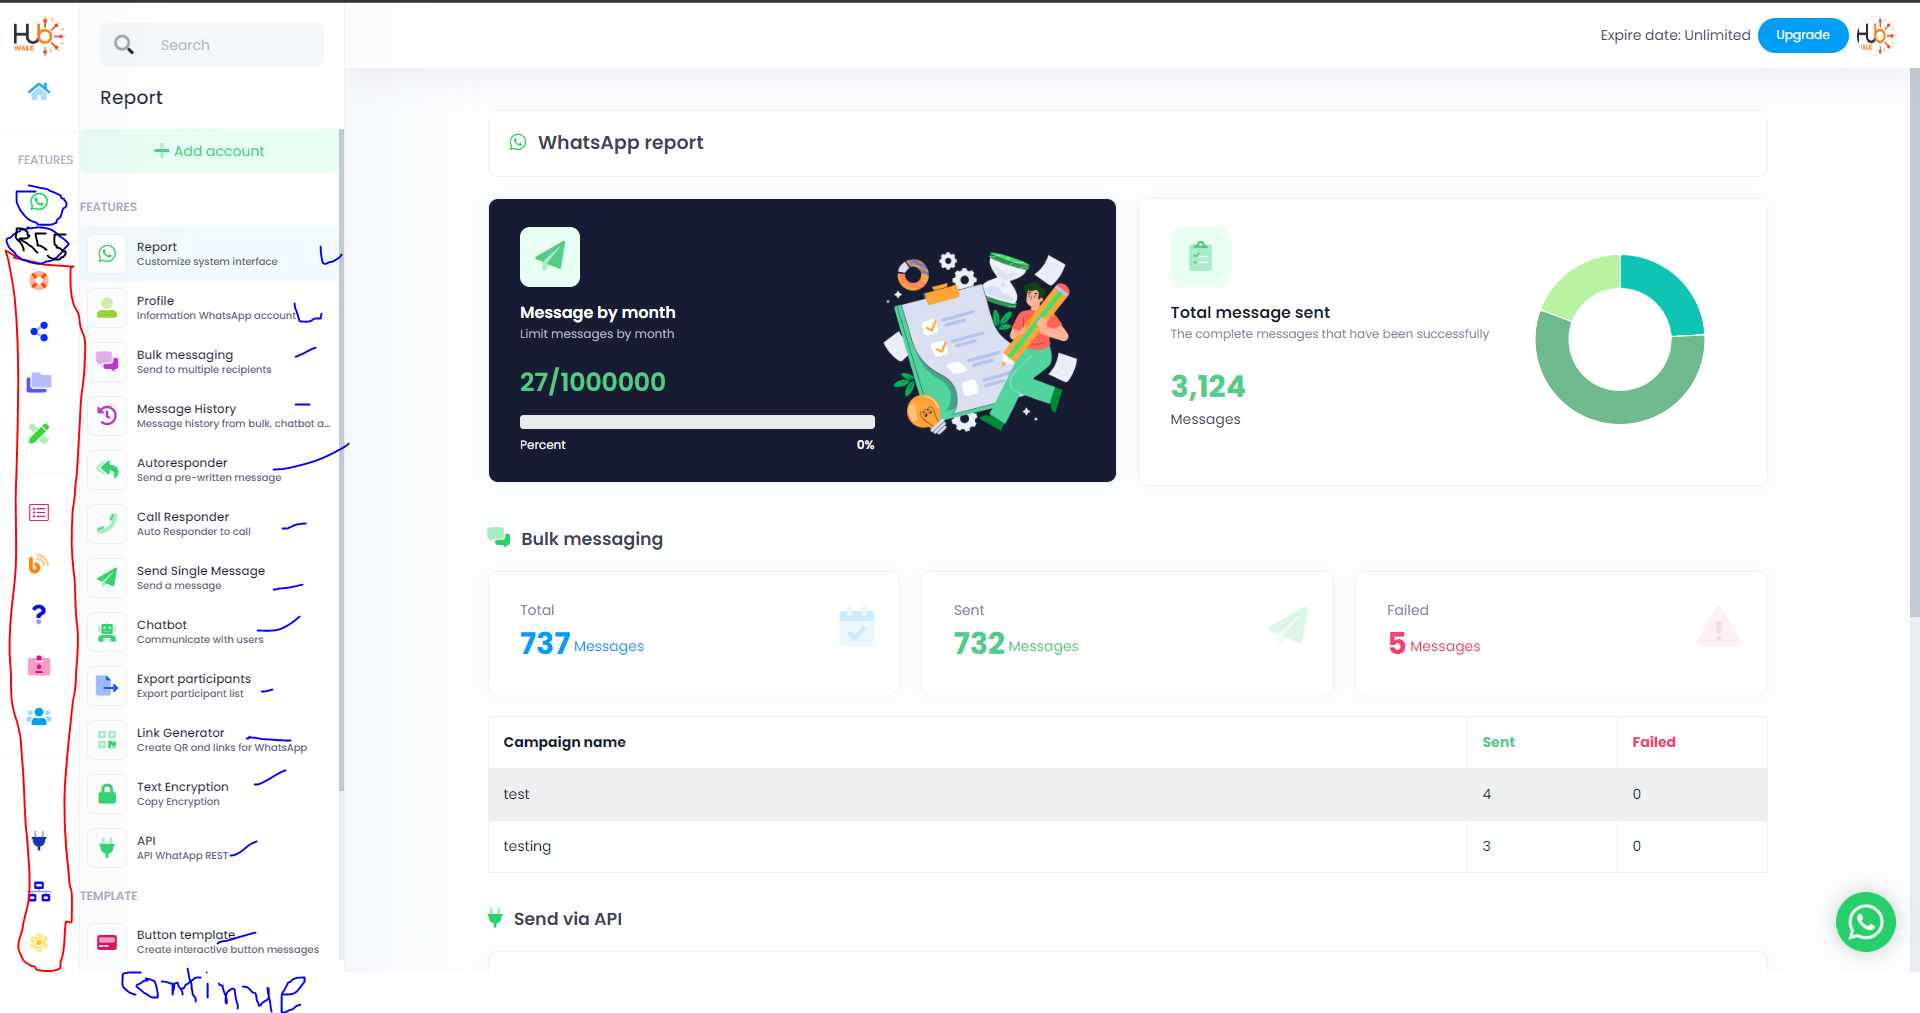 Hub
WALE
Search
Expire date: Unlimited
Upgrade
Hub
WALE
Report
FEATURES
Add account
FEATURES
RES
Report
Customize system interface
Profile
Information WhatsApp account
Bulk messaging
Send to multiple recipients
Message History
Message history from bulk, chatbot a...
Autoresponder
Send a pre-written message
Call Responder
Auto Responder to call
Send Single Message
Send a message
Chatbot
Communicate with users
Export participants
Export participant list
Link Generator
Create QR ond links for WhatsApp
Text Encryption
Copy Encryption
API
API WhatApp REST
TEMPLATE
Button template
Create interactive button messages
continue
WhatsApp report
Message by month
Limit messages by month
27/1000000
Percent 0%
Total message sent
The complete messages that have been successfully
3,124
Messages
Bulk messaging
Total
737 Messages
Sent
732 Messages
Failed
5 Messages
Campaign name Sent Failed
test 4 0
testing 3 0
Send via API